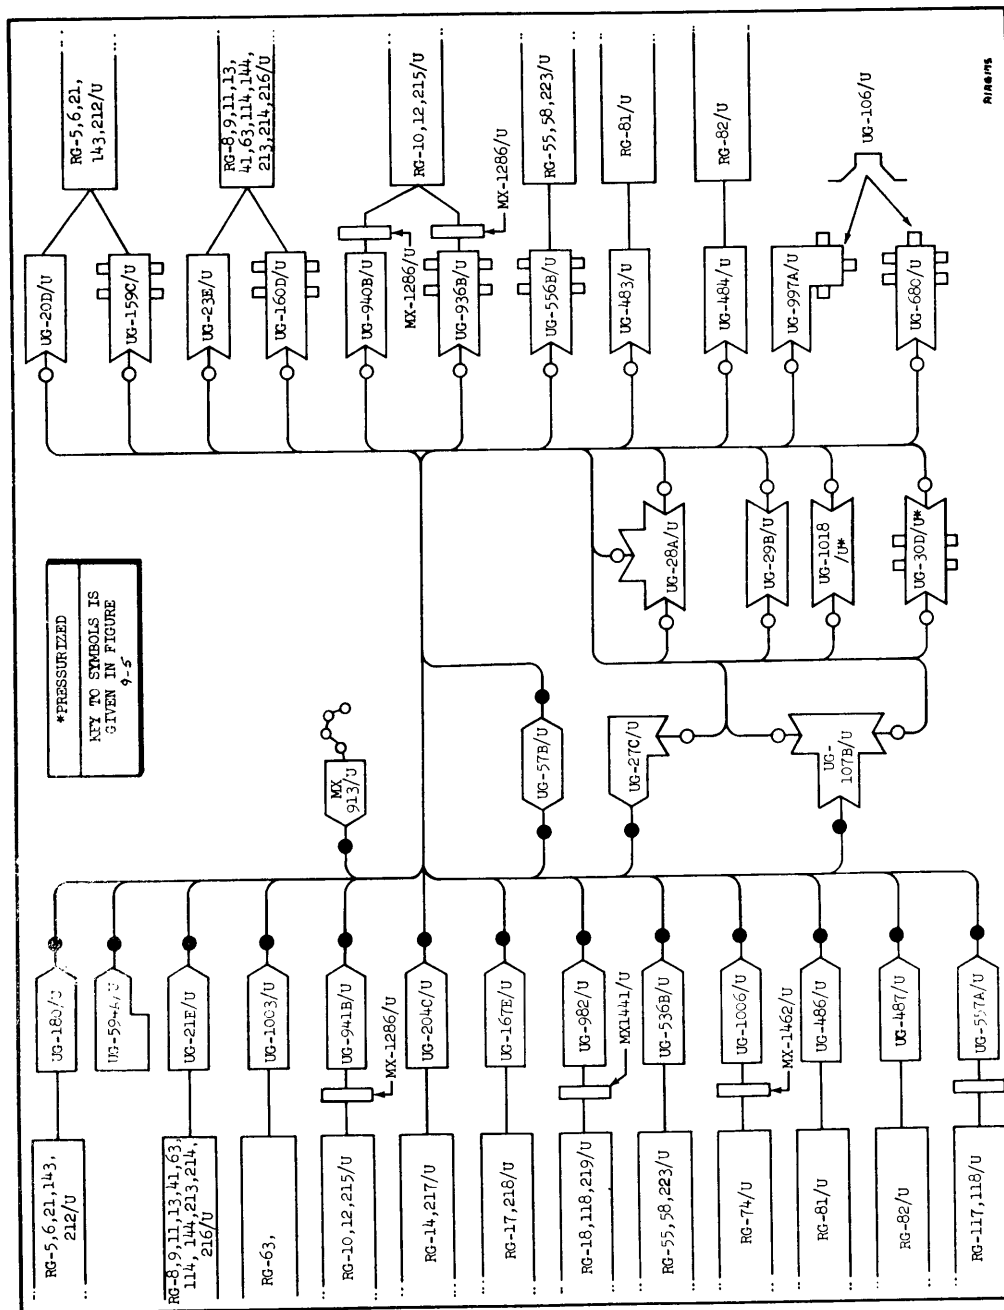 *PRESSURIZED
KEY TO SYMBOLS IS
GIVEN IN FIGURE
9-5
RG-5,6,21,143,
212/U
UG-18D/U
UG-594A/U
RG-8,9,11,13,41,63,
114, 144,213,214,
216/U
UG-21E/U
RG-63,
UG-1003/U
RG-10,12,215/U
UG-941B/U
MX-1286/U
RG-14,217/U
UG-204C/U
RG-17,218/U
UG-167E/U
RG-18,118,219/U
UG-982/U
MX1441/U
RG-55,58,223/U
UG-536B/U
RG-74/U
UG-1006/U
MX-1462/U
RG-81/U
UG-486/U
RG-82/U
UG-487/U
RG-117,118/U
UG-557A/U
MX
913/U
UG-57B/U
UG-27C/U
UG-
107B/U
UG-28A/U
UG-29B/U
UG-1018
/U*
UG-30D/U*
UG-20D/U
UG-159C/U
RG-5,6,21,
143,212/U
UG-23E/U
UG-160D/U
RG-8,9,11,13,
41,63,114,144,
213,214,216/U
UG-940B/U
MX-1286/U
UG-936B/U
MX-1286/U
RG-10,12,215/U
UG-556B/U
RG-55,58,223/U
UG-483/U
RG-81/U
UG-484/U
RG-82/U
UG-997A/U
UG-680/U
UG-106/U